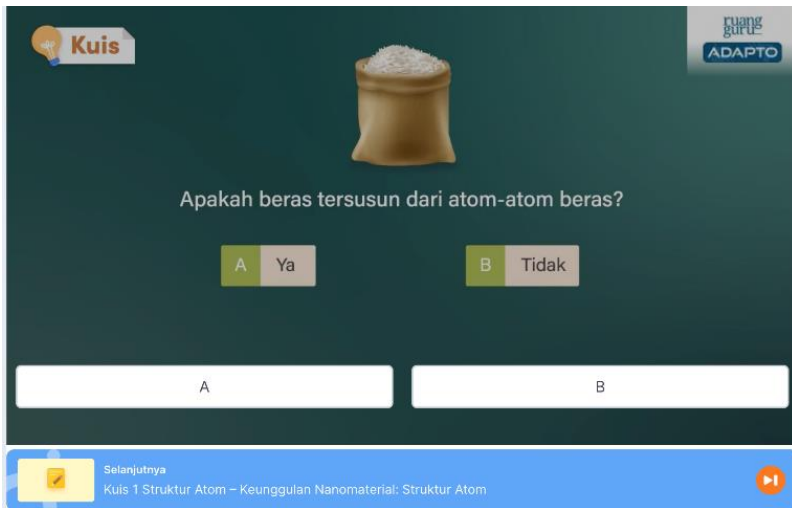 Kuis
ruang
guru
ADAPTO
Apakah beras tersusun dari atom-atom beras?
A Ya
B Tidak
A
B
Selanjutnya
Kuis 1 Struktur Atom – Keunggulan Nanomaterial: Struktur Atom